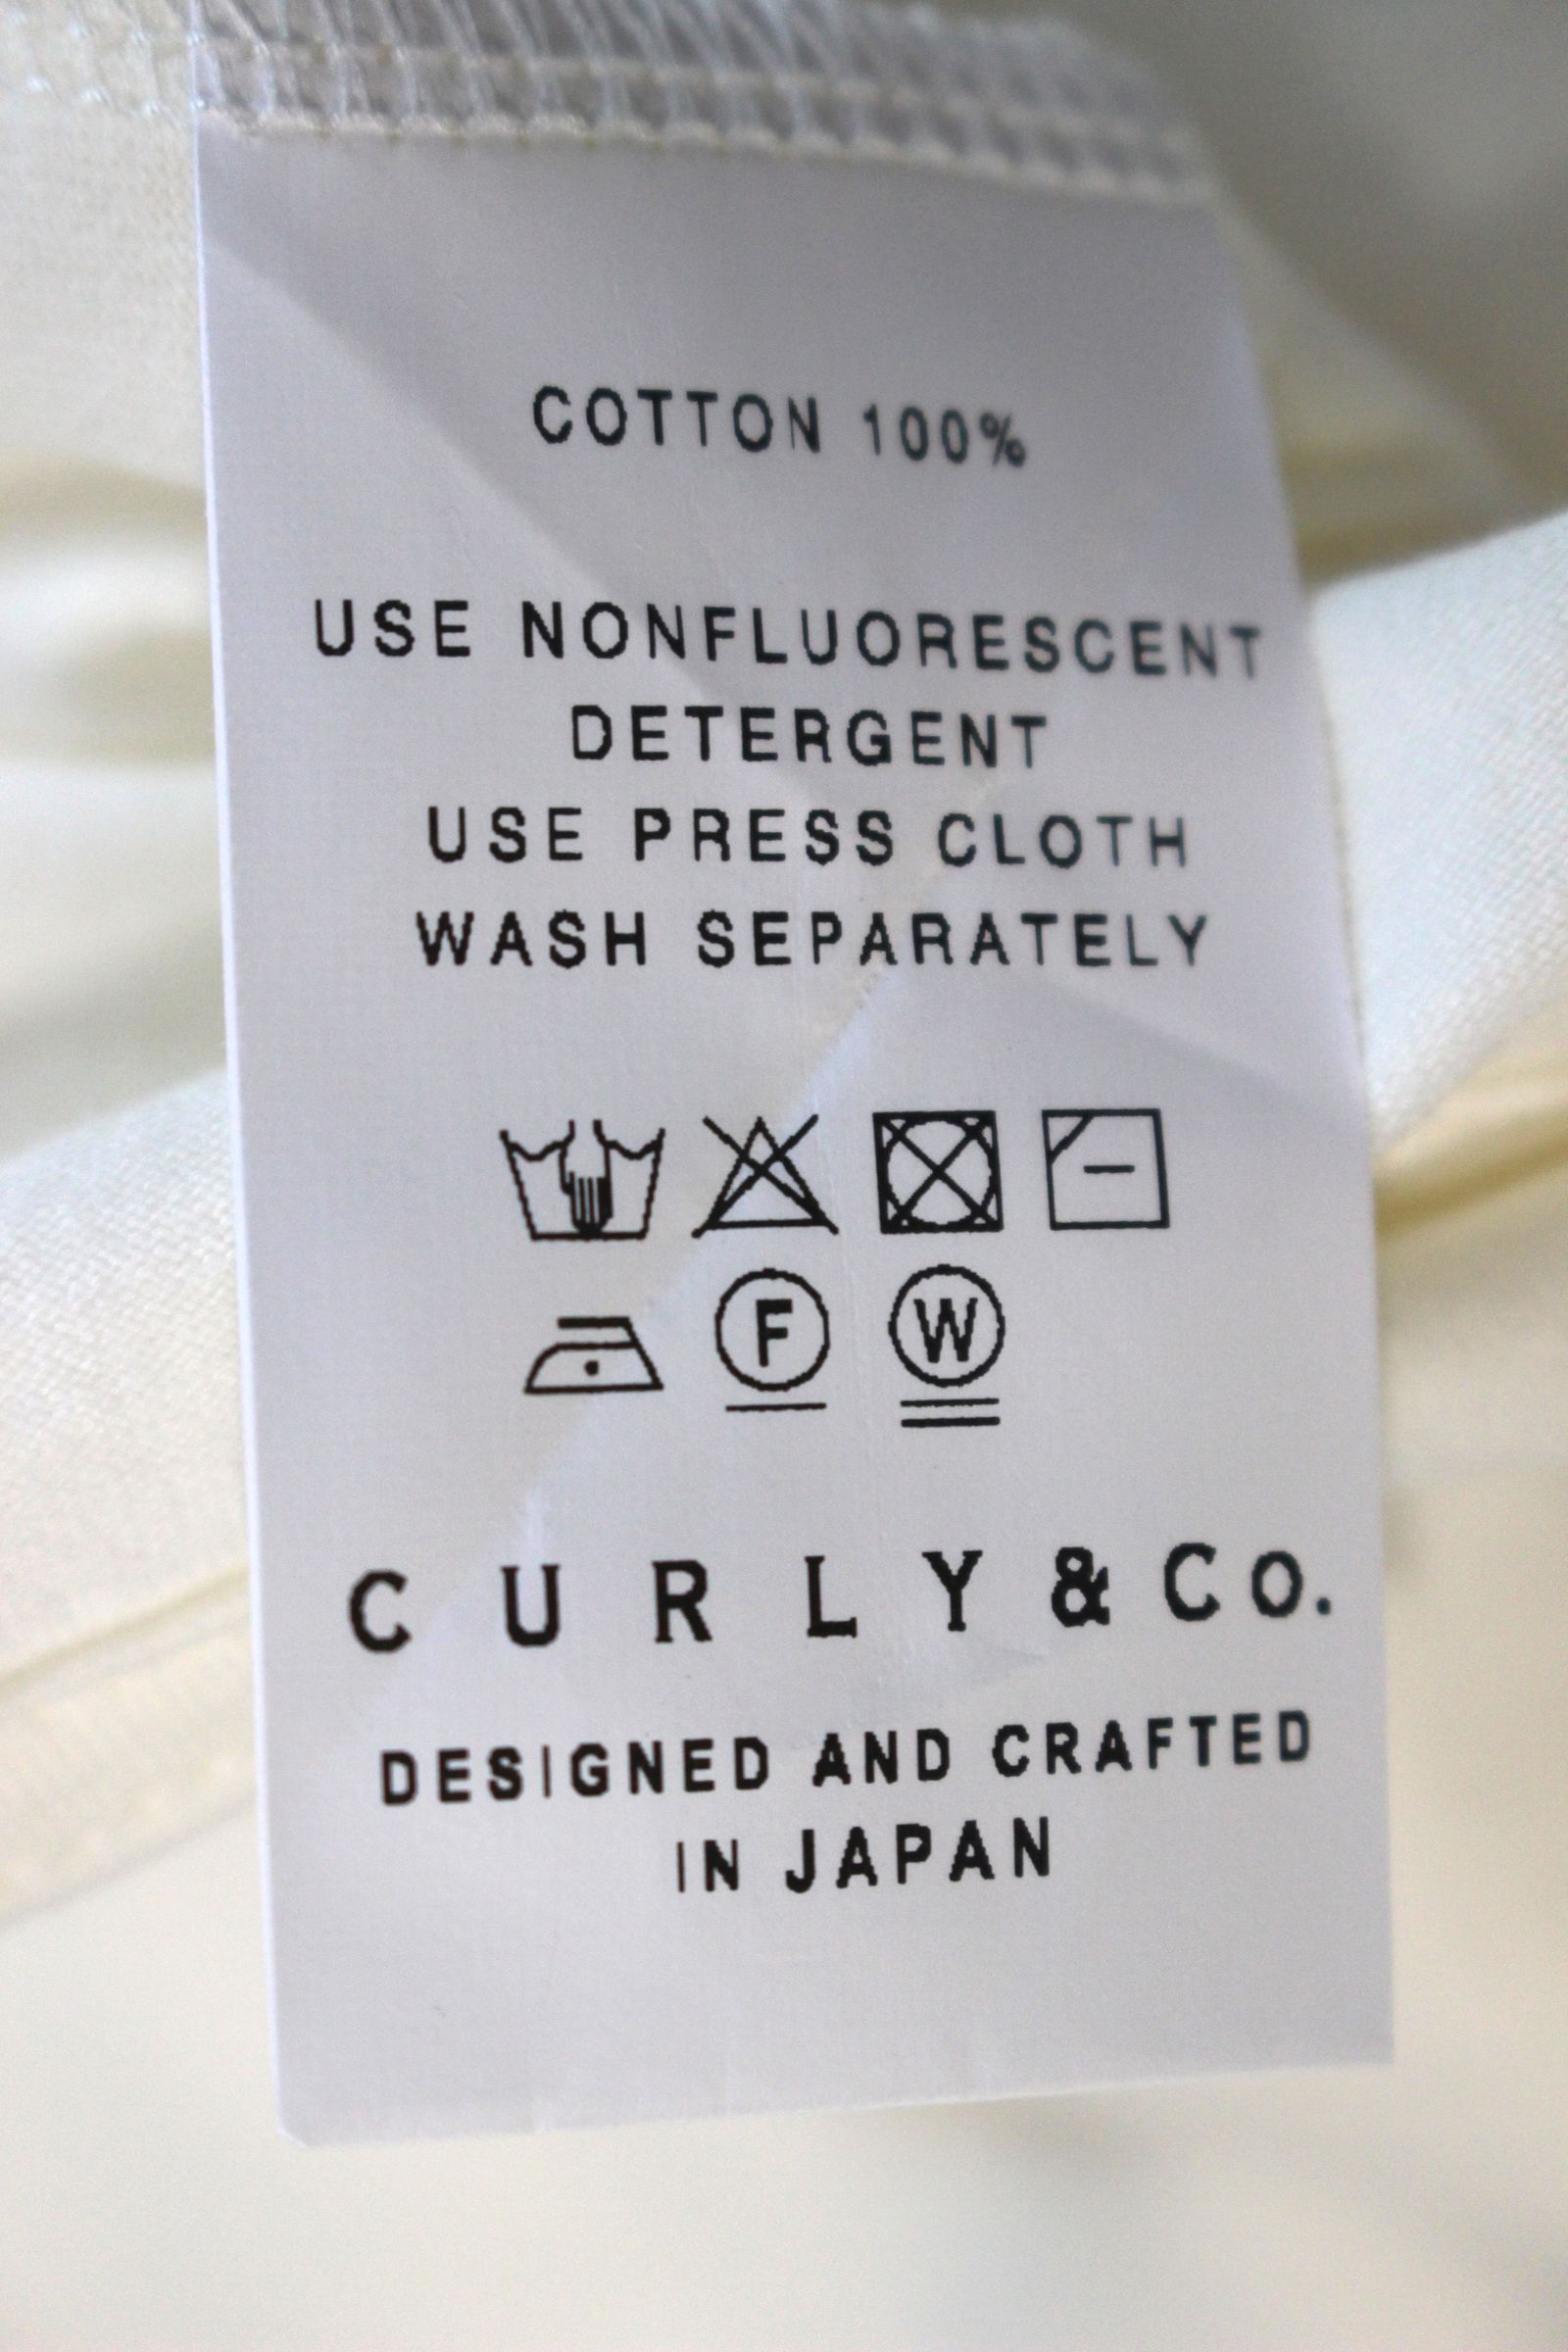 COTTON 100%
USE NONFLUORESCENT
DETERGENT
USE PRESS CLOTH
WASH SEPARATELY
F W
CURLY&Co.
DESIGNED AND CRAFTED
IN JAPAN